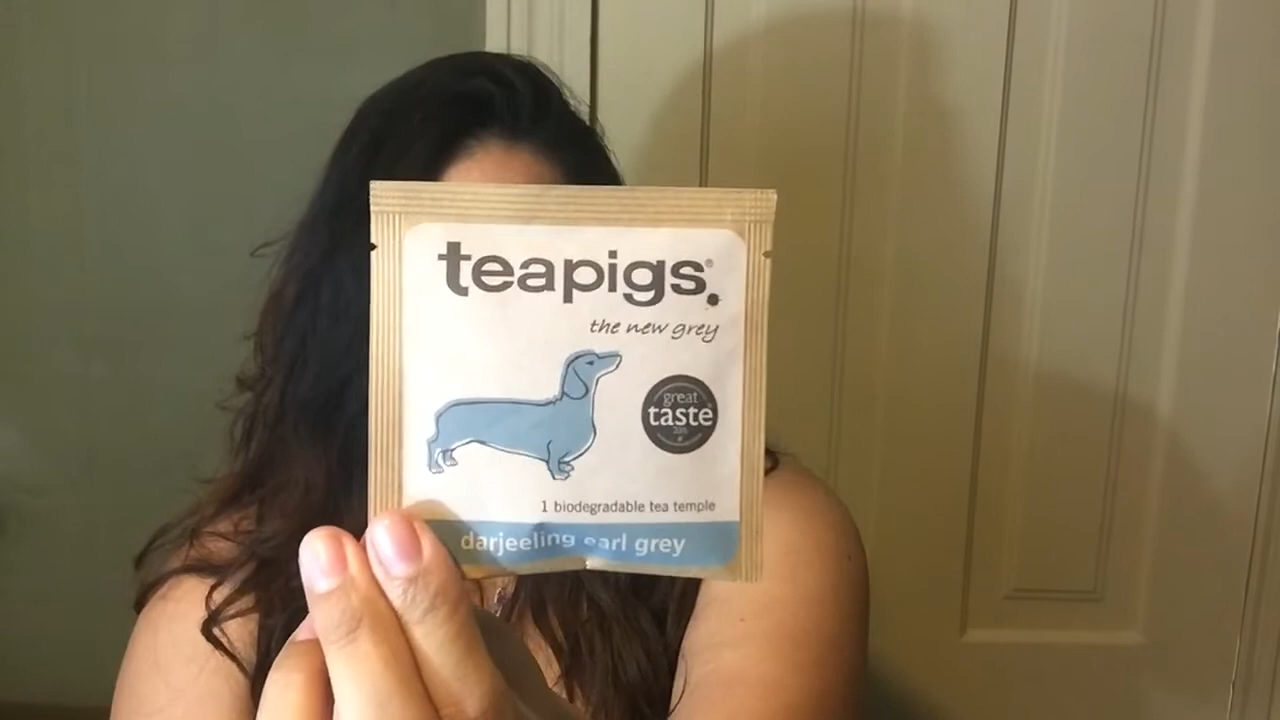 teapigs.®
the new grey
great
taste
1 biodegradable tea temple
darjeeling earl grey